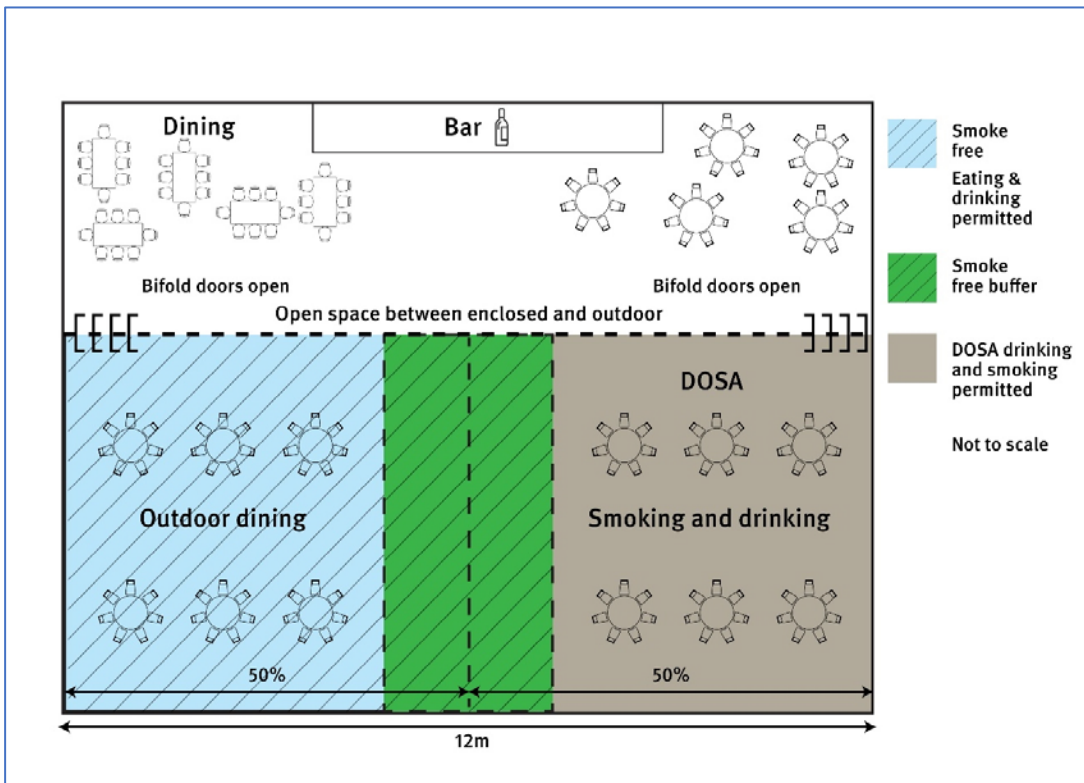 Dining
Bar
Bifold doors open
Bifold doors open
Open space between enclosed and outdoor
DOSA
Outdoor dining
Smoking and drinking
50%
50%
12m
Smoke
free
Eating &
drinking
permitted
Smoke
free buffer
DOSA drinking
and smoking
permitted
Not to scale